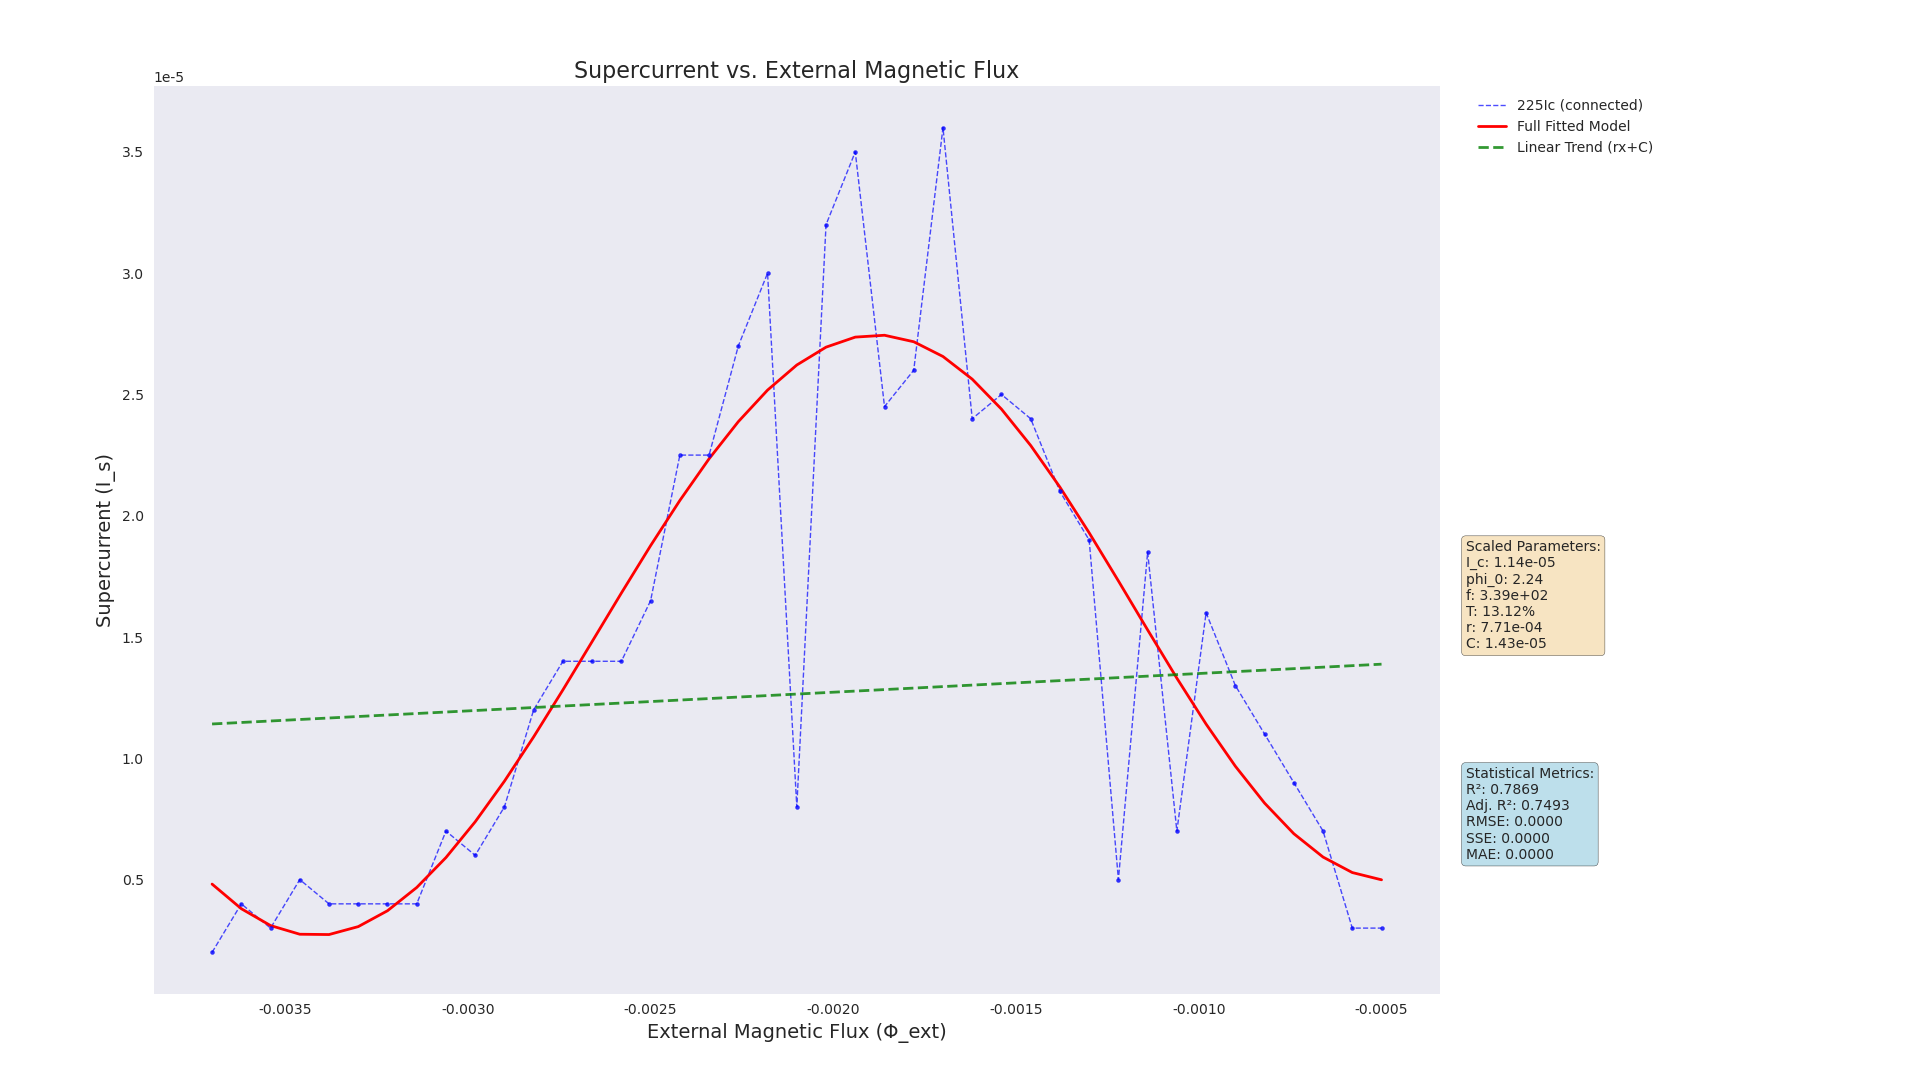 Supercurrent vs. External Magnetic Flux
1e-5
3.5
3.0
2.5
2.0
1.5
1.0
0.5
Supercurrent (I_s)
-0.0035
-0.0030
-0.0025
-0.0020
-0.0015
-0.0010
-0.0005
External Magnetic Flux (Φ_ext)
225Ic (connected)
Full Fitted Model
Linear Trend (rx+C)
Scaled Parameters:
I_c: 1.14e-05
phi_0: 2.24
f: 3.39e+02
T: 13.12%
r: 7.71e-04
C: 1.43e-05
Statistical Metrics:
R²: 0.7869
Adj. R²: 0.7493
RMSE: 0.0000
SSE: 0.0000
MAE: 0.0000